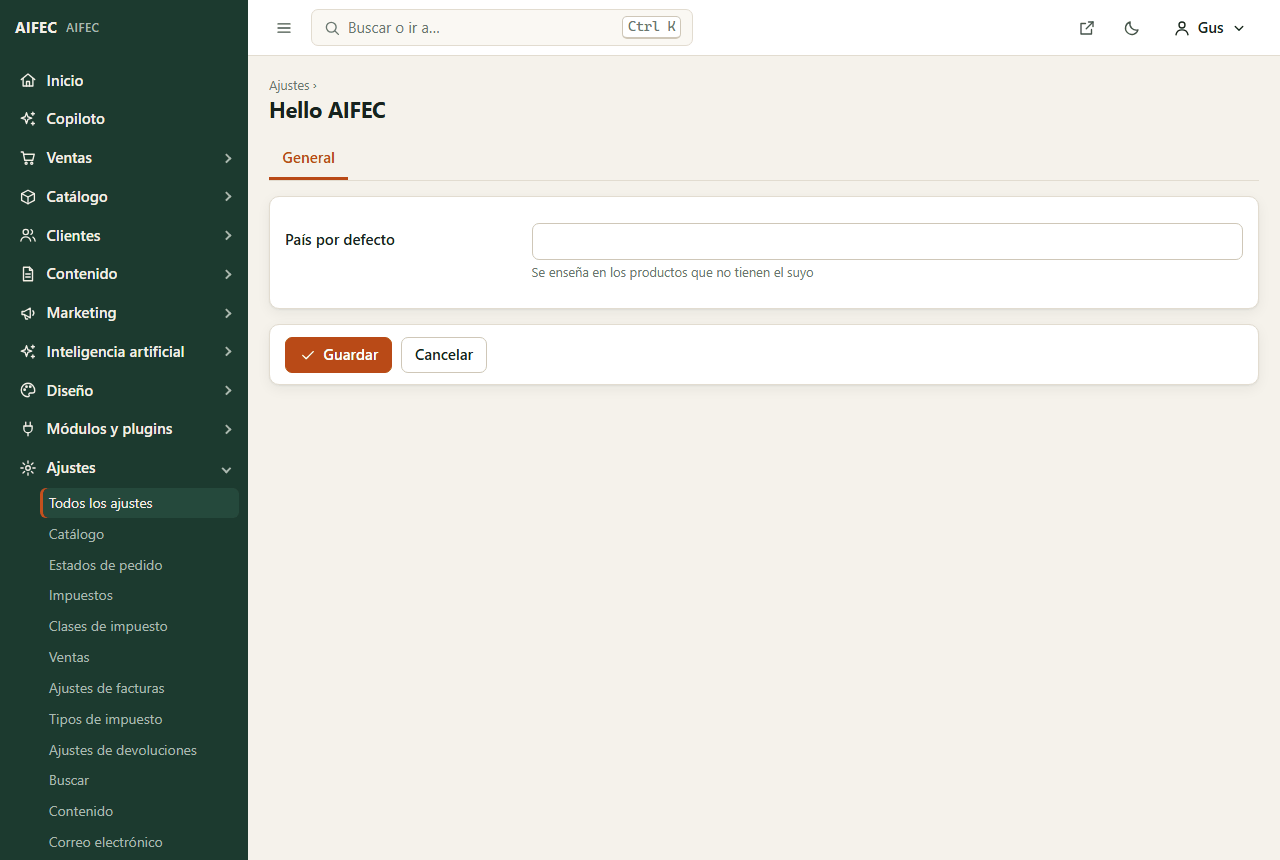 AIFEC AIFEC
Inicio
Copiloto
Ventas
Catálogo
Clientes
Contenido
Marketing
Inteligencia artificial
Diseño
Módulos y plugins
Ajustes
Todos los ajustes
Catálogo
Estados de pedido
Impuestos
Clases de impuesto
Ventas
Ajustes de facturas
Tipos de impuesto
Ajustes de devoluciones
Buscar
Contenido
Correo electrónico
Buscar o ir a... Ctrl K
Gus
Ajustes ›
Hello AIFEC
General
País por defecto
Se enseña en los productos que no tienen el suyo
Guardar Cancelar